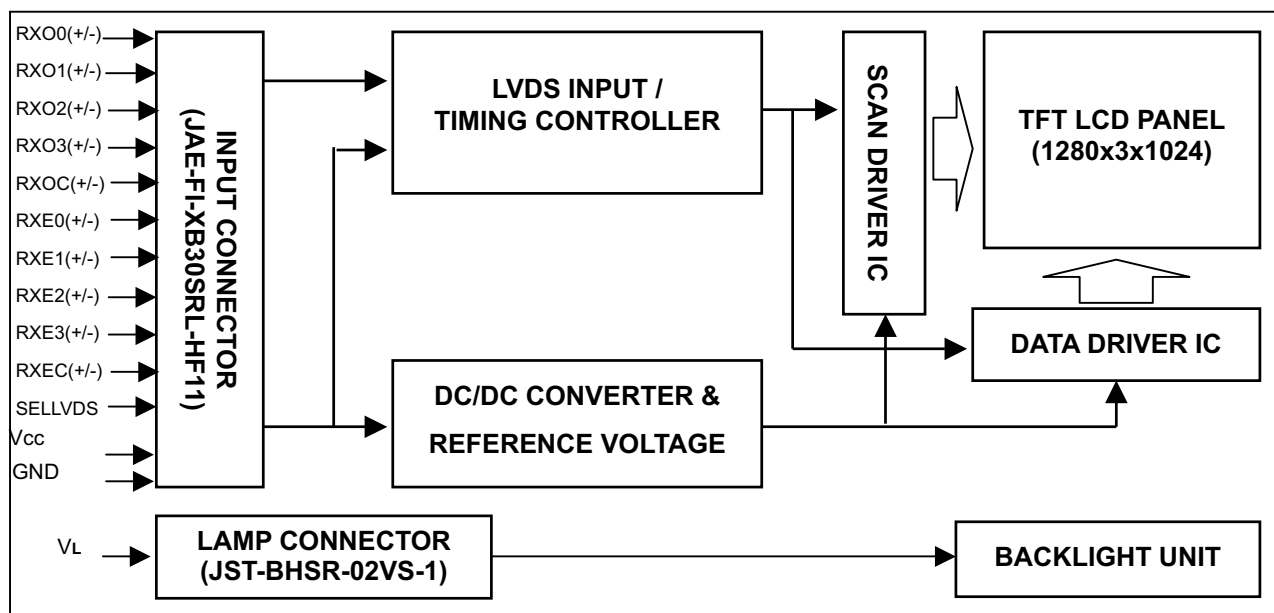 RXO0(+/-)
RXO1(+/-)
RXO2(+/-)
RXO3(+/-)
RXOC(+/-)
RXE0(+/-)
RXE1(+/-)
RXE2(+/-)
RXE3(+/-)
RXEC(+/-)
SELLVDS
Vcc
GND
INPUT CONNECTOR
(JAE-FI-XB30SRL-HF11)
LVDS INPUT /
TIMING CONTROLLER
SCAN DRIVER IC
TFT LCD PANEL
(1280x3x1024)
DATA DRIVER IC
DC/DC CONVERTER &
REFERENCE VOLTAGE
VL
LAMP CONNECTOR
(JST-BHSR-02VS-1)
BACKLIGHT UNIT